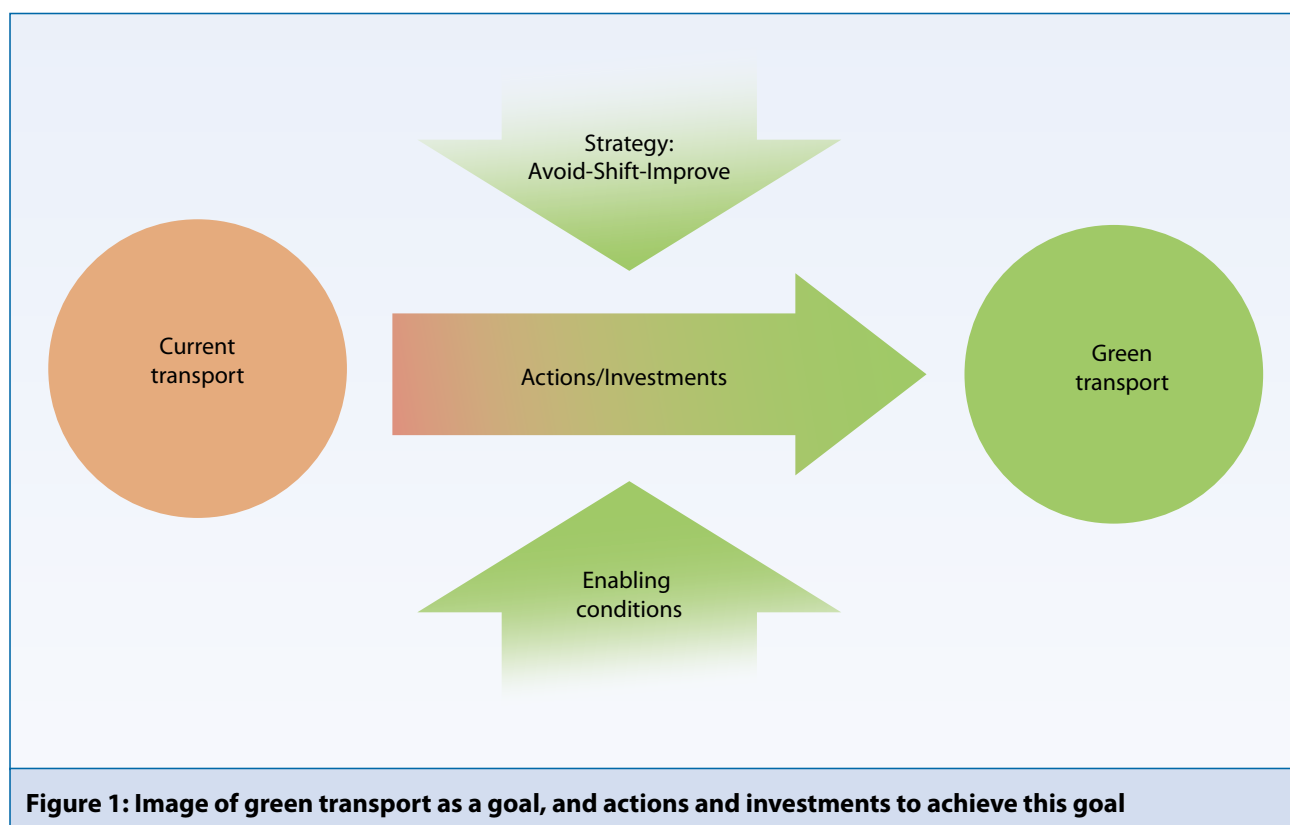 Strategy:
Avoid-Shift-Improve
Current
transport
Actions/Investments
Green
transport
Enabling
conditions
Figure 1: Image of green transport as a goal, and actions and investments to achieve this goal